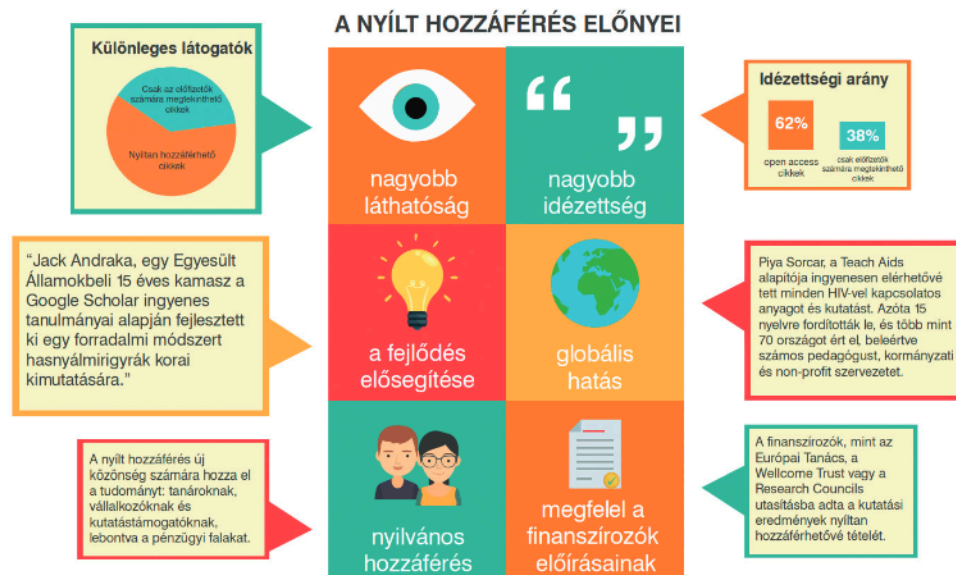 A NYÍLT HOZZÁFÉRÉS ELŐNYEI
Különleges látogatók
Csak az előfizetők
számára megtekinthető
cikkek
Nyíltan hozzáférhető
cikkek
nagyobb
láthatóság
nagyobb
idézettség
Idézettségi arány
62%
open access
cikkek
38%
csak előfizetők
számára megtekinthető
cikkek
"Jack Andraka, egy Egyesült
Államokbeli 15 éves kamasz a
Google Scholar ingyenes
tanulmányai alapján fejlesztett
ki egy forradalmi módszert
hasnyálmirigyrák korai
kimutatására."
a fejlődés
elősegítése
globális
hatás
Piya Sorcar, a Teach Aids
alapítója ingyenesen elérhetővé
tett minden HIV-vel kapcsolatos
anyagot és kutatást. Azóta 15
nyelvre fordították le, és több mint
70 országot ért el, beleértve
számos pedagógust, kormányzati
és non-profit szervezetet.
A nyílt hozzáférés új
közönség számára hozza el
a tudományt: tanároknak,
vállalkozóknak és
kutatástámogatóknak,
lebontva a pénzügyi falakat.
nyilvános
hozzáférés
megfelel a
finanszírozók
előírásainak
A finanszírozók, mint az
Európai Tanács, a
Wellcome Trust vagy a
Research Councils
utasításba adta a kutatási
eredmények nyíltan
hozzáférhetővé tételét.